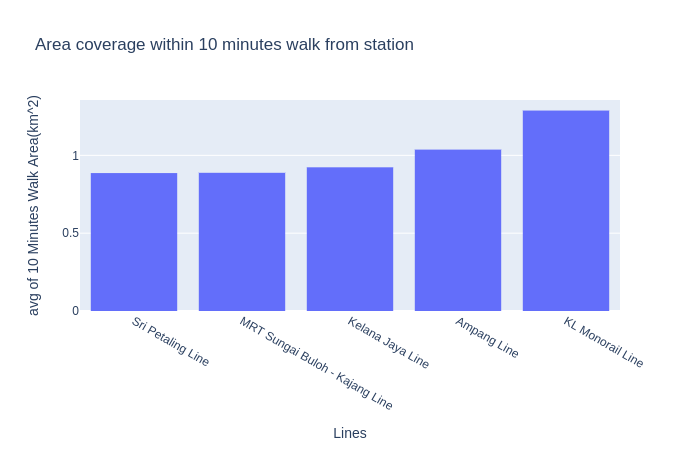 Area coverage within 10 minutes walk from station
avg of 10 Minutes Walk Area(km^2)
1
0.5
0
Sri Petaling Line
MRT Sungai Buloh - Kajang Line
Kelana Jaya Line
Ampang Line
KL Monorail Line
Lines